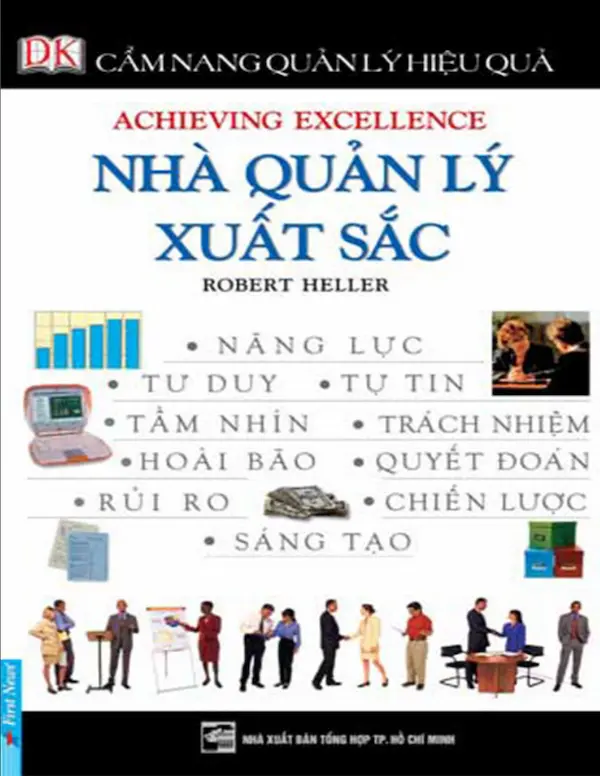 DK CẨM NANG QUẢN LÝ HIỆU QUẢ
ACHIEVING EXCELLENCE
NHÀ QUẢN LÝ
XUẤT SẮC
ROBERT HELLER
• NĂNG LỰC
• TƯ DUY • TỰ TIN
• TẦM NHÌN • TRÁCH NHIỆM
• HOÀI BÃO • QUYẾT ĐOÁN
• RỦI RO • CHIẾN LƯỢC
• SÁNG TẠO
First News
NHÀ XUẤT BẢN TỔNG HỢP TP. HỒ CHÍ MINH